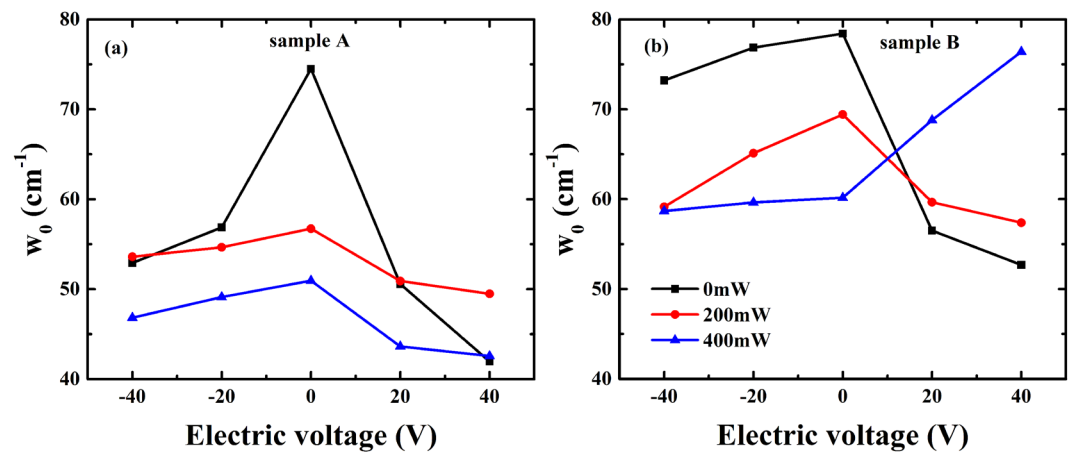 (a)
sample A
80
70
60
50
40
-40 -20 0 20 40
w₀ (cm⁻¹)
Electric voltage (V)
(b)
sample B
80
70
60
50
40
-40 -20 0 20 40
w₀ (cm⁻¹)
Electric voltage (V)
0mW
200mW
400mW